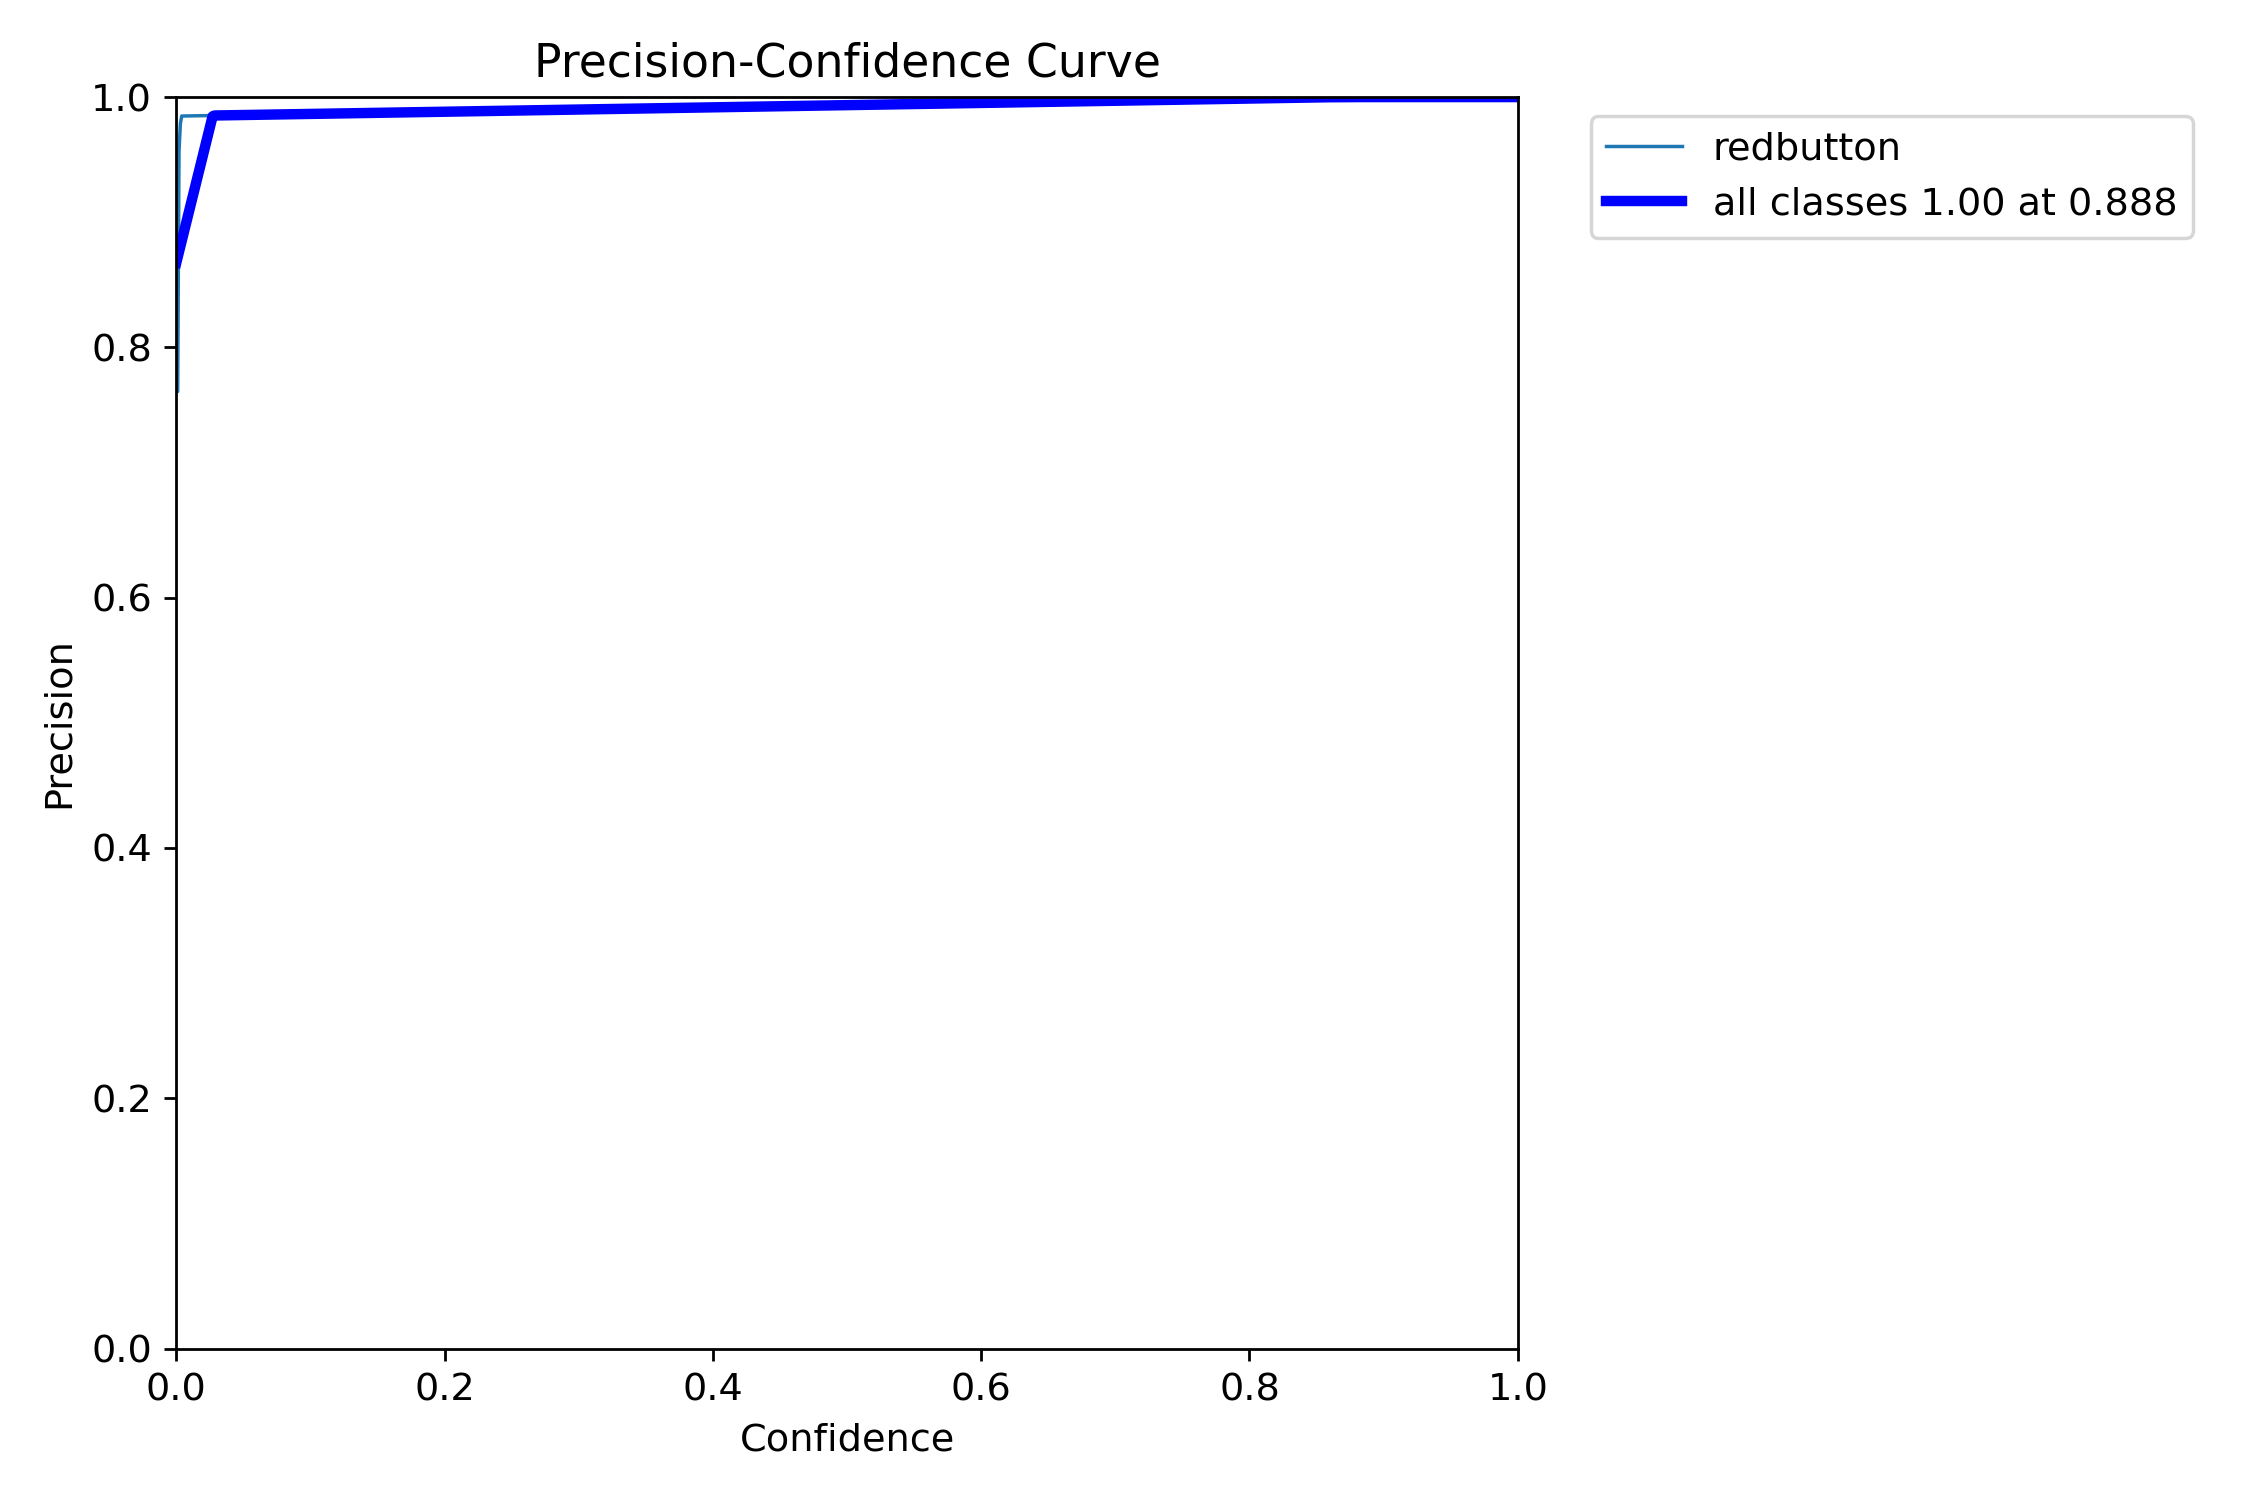 Precision-Confidence Curve
1.0
0.8
0.6
0.4
0.2
0.0
Precision
0.0 0.2 0.4 0.6 0.8 1.0
Confidence
redbutton
all classes 1.00 at 0.888